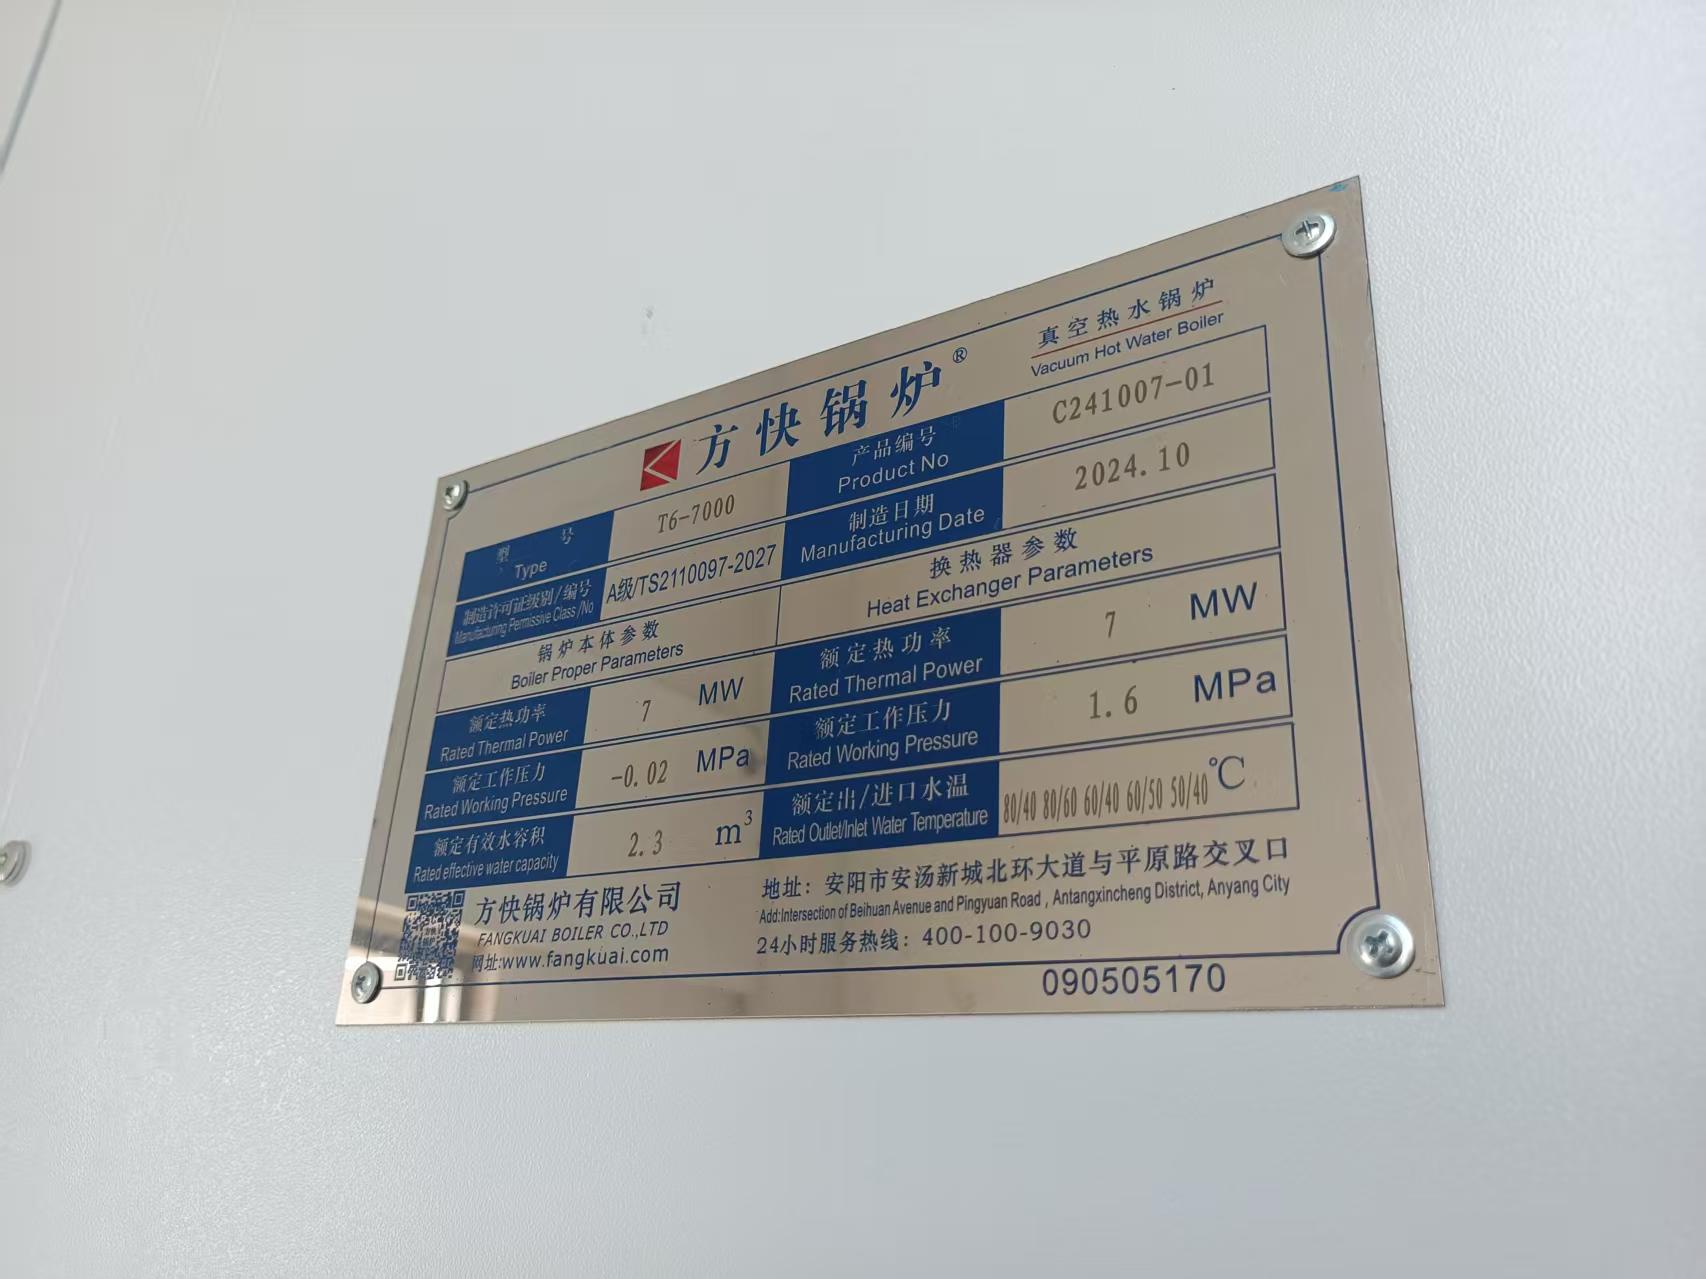 方快锅炉®
真空热水锅炉
Vacuum Hot Water Boiler
型号 T6-7000 产品编号 C241007-01
Type Product No
制造许可证级别/编号 A级/TS2110097-2027 制造日期 2024.10
Manufacturing Permissive Class /No Manufacturing Date
锅炉本体参数 换热器参数
Boiler Proper Parameters Heat Exchanger Parameters
额定热功率 7 MW 额定热功率 7 MW
Rated Thermal Power Rated Thermal Power
额定工作压力 -0.02 MPa 额定工作压力 1.6 MPa
Rated Working Pressure Rated Working Pressure
额定有效水容积 2.3 m³ 额定出/进口水温 80/40 80/60 60/40 60/50 50/40 ℃
Rated effective water capacity Rated Outlet/Inlet Water Temperature
方快锅炉有限公司
FANGKUAI BOILER CO.,LTD
网址:www.fangkuai.com
地址：安阳市安汤新城北环大道与平原路交叉口
Add:Intersection of Beihuan Avenue and Pingyuan Road , Antangxincheng District, Anyang City
24小时服务热线：400-100-9030
090505170